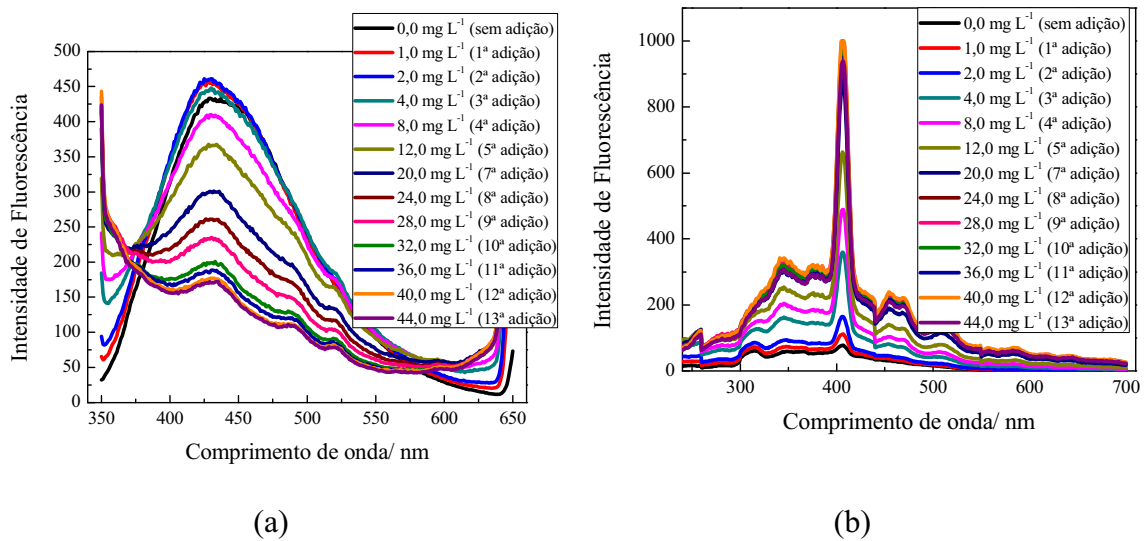 0,0 mg L⁻¹ (sem adição)
1,0 mg L⁻¹ (1ª adição)
2,0 mg L⁻¹ (2ª adição)
4,0 mg L⁻¹ (3ª adição)
8,0 mg L⁻¹ (4ª adição)
12,0 mg L⁻¹ (5ª adição)
20,0 mg L⁻¹ (7ª adição)
24,0 mg L⁻¹ (8ª adição)
28,0 mg L⁻¹ (9ª adição)
32,0 mg L⁻¹ (10ª adição)
36,0 mg L⁻¹ (11ª adição)
40,0 mg L⁻¹ (12ª adição)
44,0 mg L⁻¹ (13ª adição)
500
450
400
350
300
250
200
150
100
50
0
Intensidade de Fluorescência
350 400 450 500 550 600 650
Comprimento de onda/ nm
(a)
0,0 mg L⁻¹ (sem adição)
1,0 mg L⁻¹ (1ª adição)
2,0 mg L⁻¹ (2ª adição)
4,0 mg L⁻¹ (3ª adição)
8,0 mg L⁻¹ (4ª adição)
12,0 mg L⁻¹ (5ª adição)
20,0 mg L⁻¹ (7ª adição)
24,0 mg L⁻¹ (8ª adição)
28,0 mg L⁻¹ (9ª adição)
32,0 mg L⁻¹ (10ª adição)
36,0 mg L⁻¹ (11ª adição)
40,0 mg L⁻¹ (12ª adição)
44,0 mg L⁻¹ (13ª adição)
1000
800
600
400
200
0
Intensidade de Fluorescência
300 400 500 600 700
Comprimento de onda/ nm
(b)